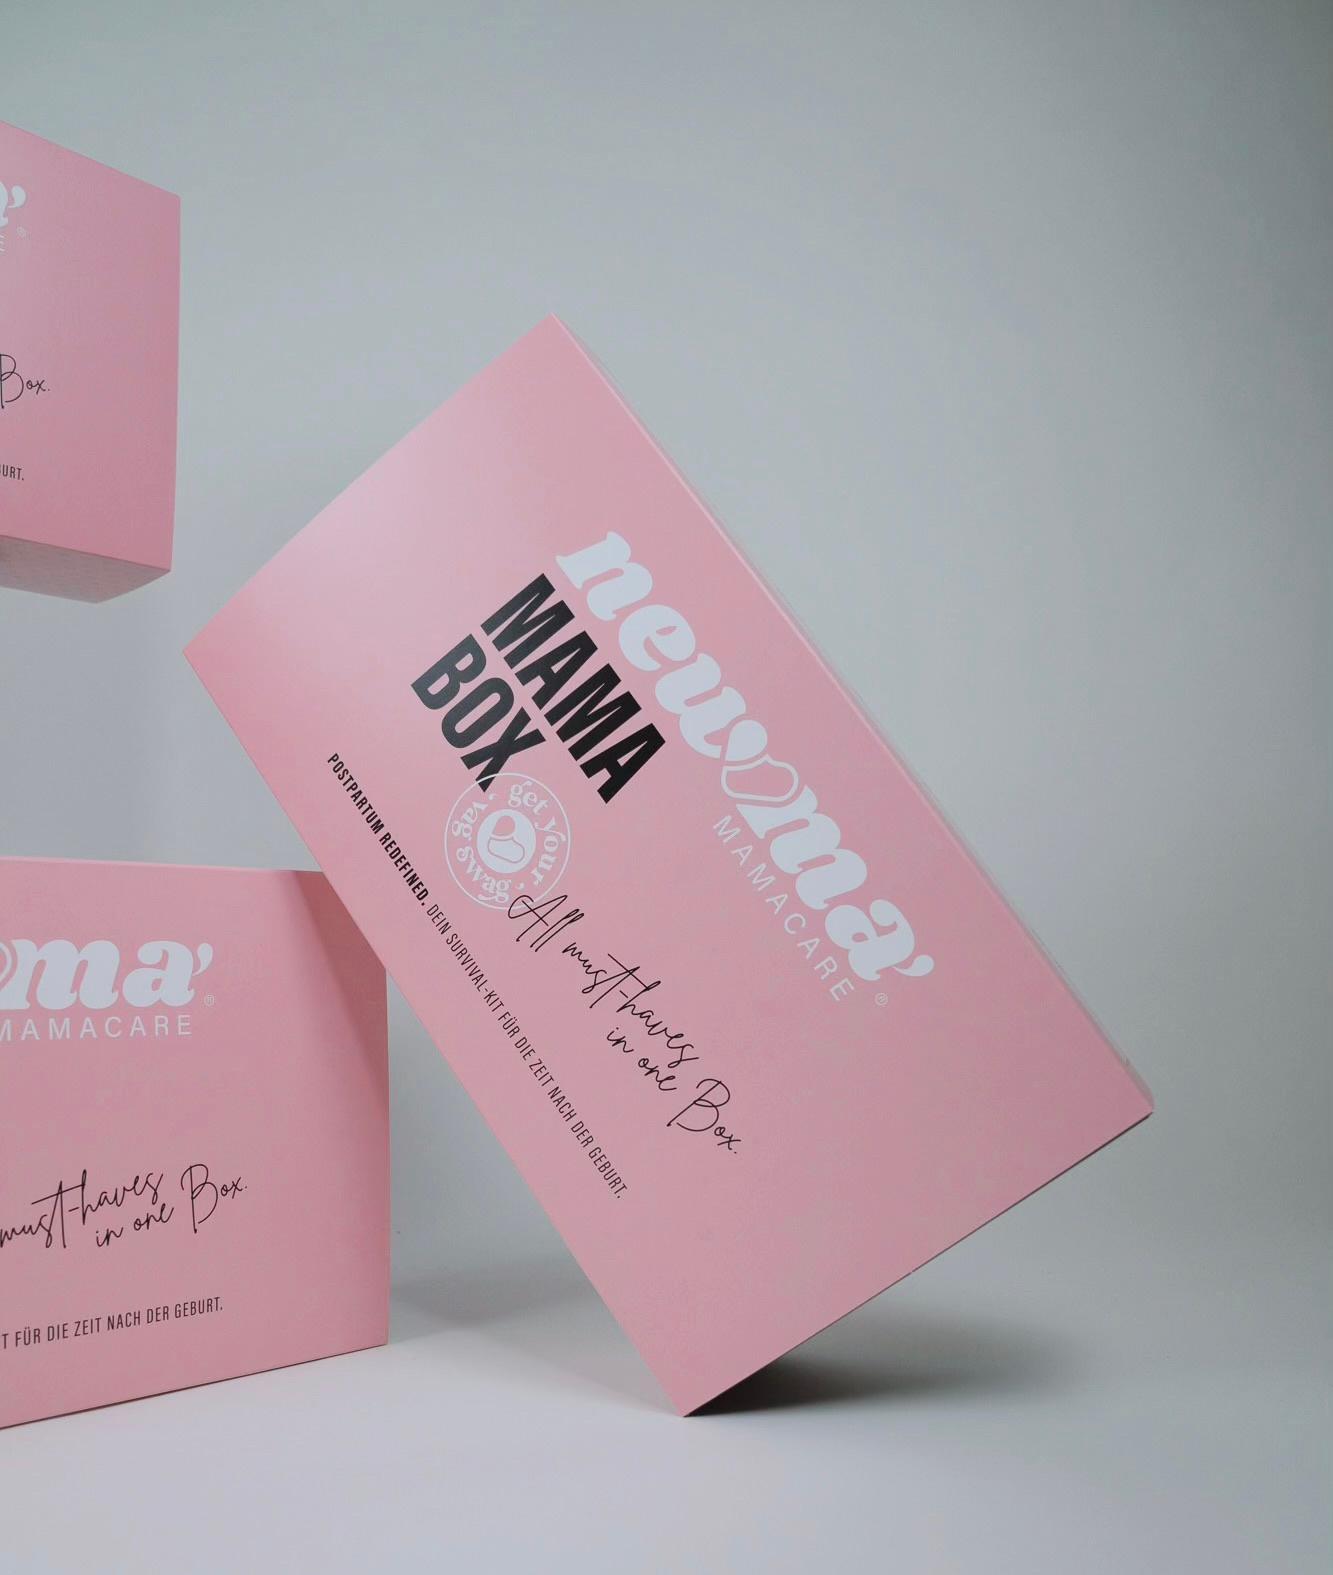 a'
®
E
Box.
URT.
newma'
®
MAMACARE
MAMA
BOX
get your swag' vag'
All must-haves
in one Box.
POSTPARTUM REDEFINED. DEIN SURVIVAL-KIT FÜR DIE ZEIT NACH DER GEBURT.
ma'
®
MAMACARE
must-haves
in one Box.
T FÜR DIE ZEIT NACH DER GEBURT.